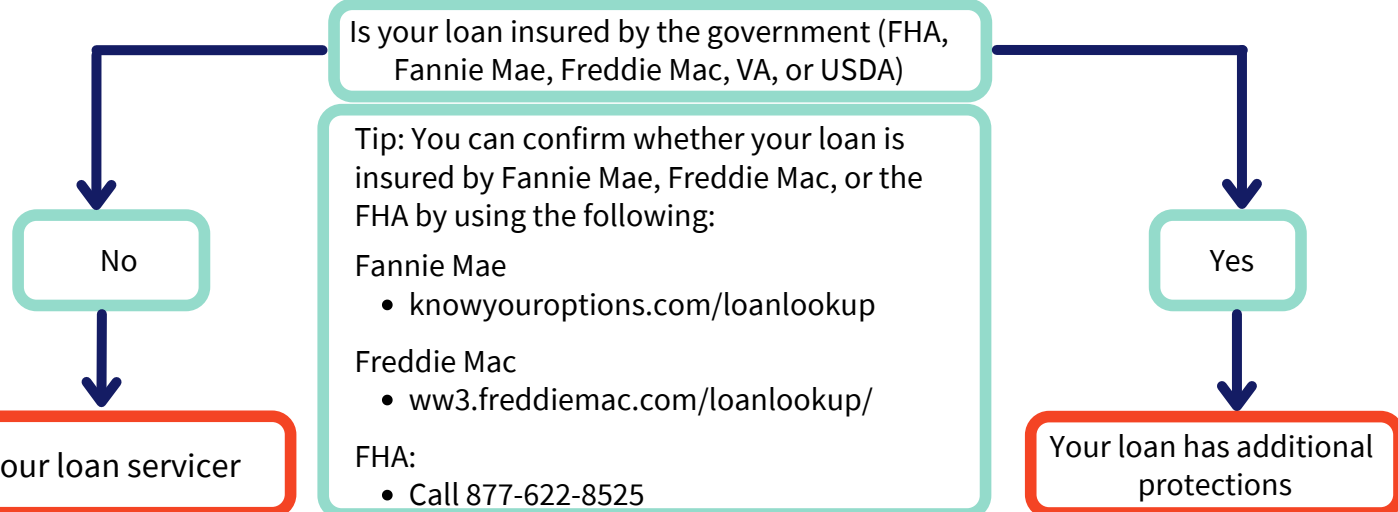 Is your loan insured by the government (FHA,
Fannie Mae, Freddie Mac, VA, or USDA)
Tip: You can confirm whether your loan is
insured by Fannie Mae, Freddie Mac, or the
FHA by using the following:
Fannie Mae
• knowyouroptions.com/loanlookup
Freddie Mac
• ww3.freddiemac.com/loanlookup/
FHA:
• Call 877-622-8525
No
Yes
our loan servicer
Your loan has additional
protections